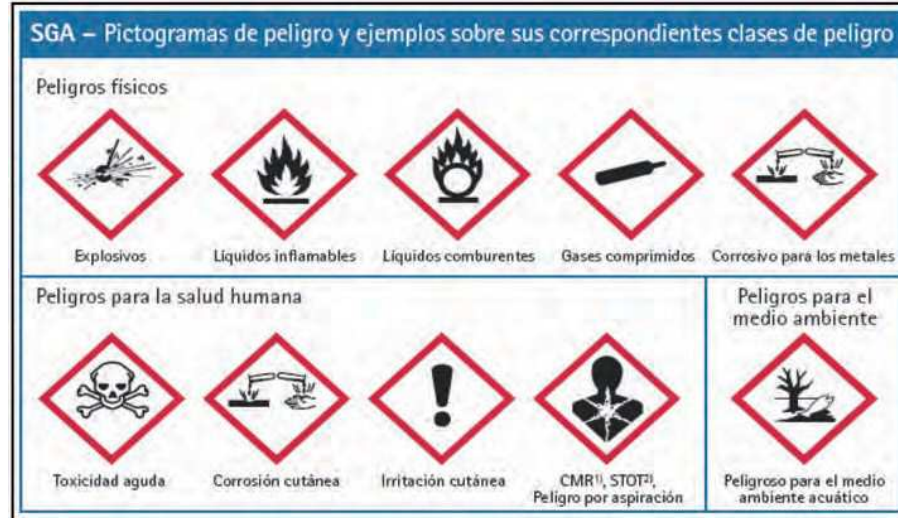 SGA – Pictogramas de peligro y ejemplos sobre sus correspondientes clases de peligro
Peligros físicos
Explosivos
Líquidos inflamables
Líquidos comburentes
Gases comprimidos
Corrosivo para los metales
Peligros para la salud humana
Toxicidad aguda
Corrosión cutánea
Irritación cutánea
CMR¹⁾, STOT²⁾,
Peligro por aspiración
Peligros para el
medio ambiente
Peligroso para el medio
ambiente acuático